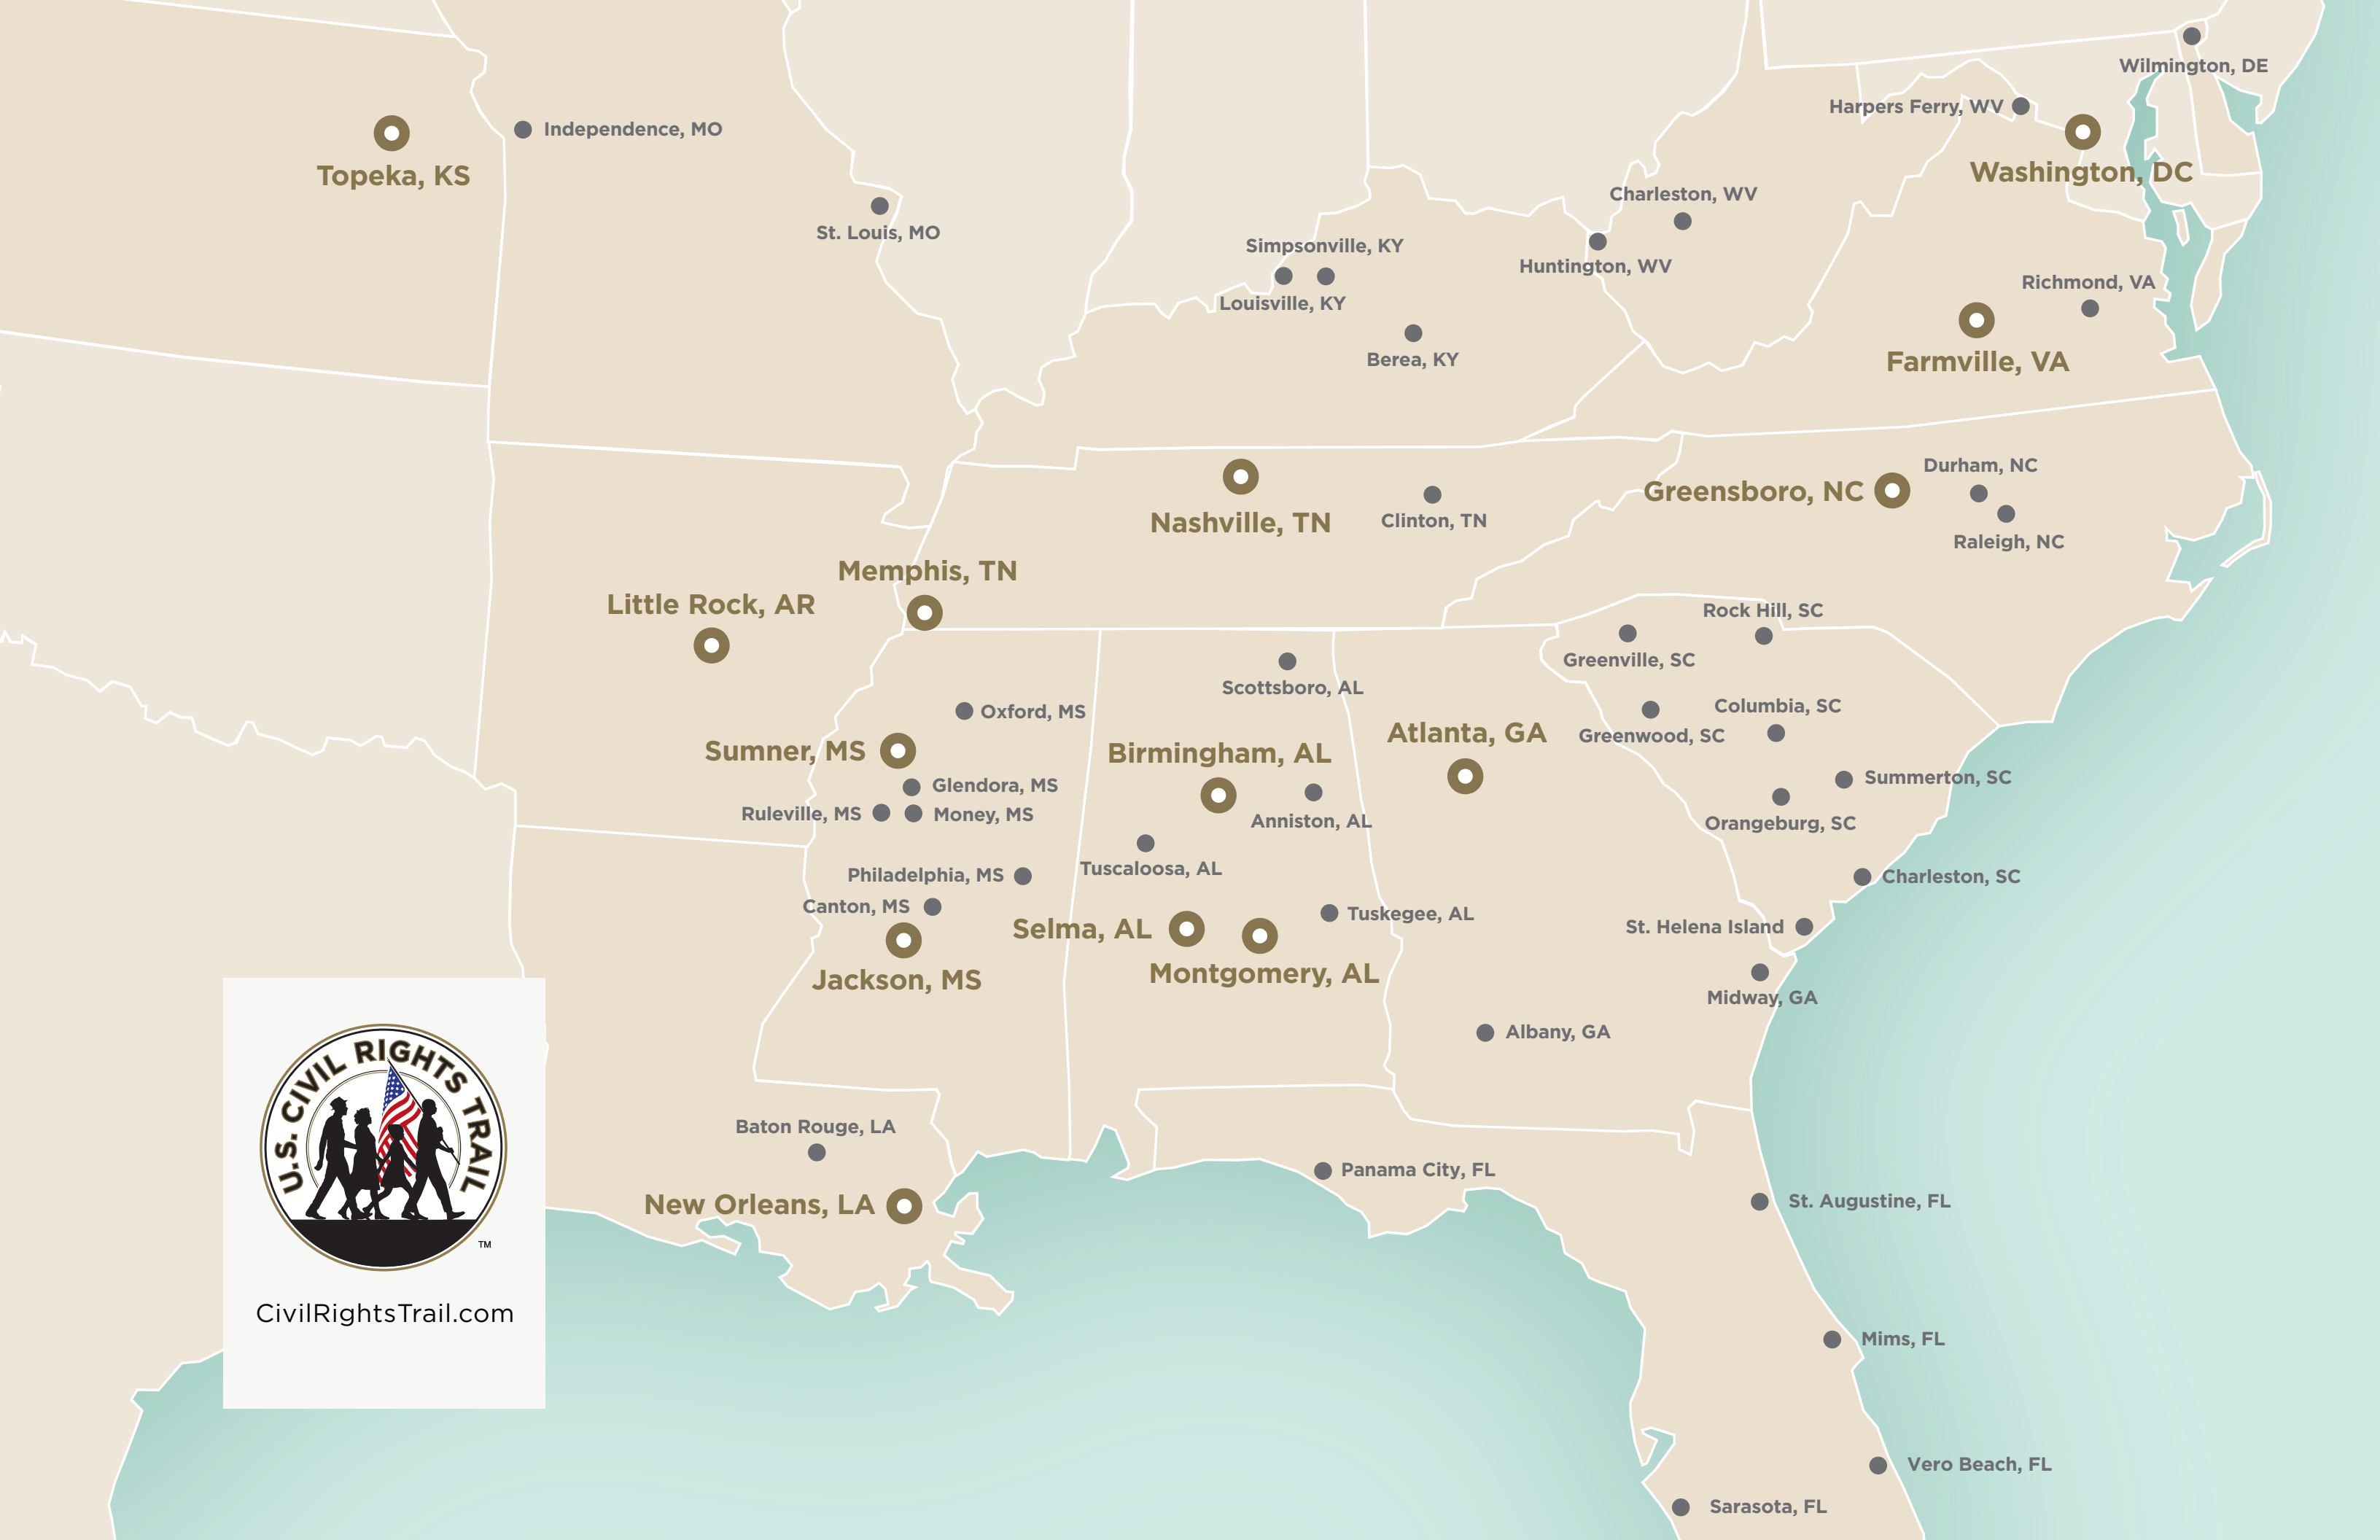 Wilmington, DE
Harpers Ferry, WV
Independence, MO
Topeka, KS
Washington, DC
Charleston, WV
St. Louis, MO
Simpsonville, KY
Huntington, WV
Richmond, VA
Louisville, KY
Berea, KY
Farmville, VA
Durham, NC
Greensboro, NC
Nashville, TN
Clinton, TN
Raleigh, NC
Memphis, TN
Little Rock, AR
Rock Hill, SC
Greenville, SC
Scottsboro, AL
Oxford, MS
Columbia, SC
Atlanta, GA
Greenwood, SC
Sumner, MS
Birmingham, AL
Summerton, SC
Glendora, MS
Ruleville, MS
Money, MS
Anniston, AL
Orangeburg, SC
Tuscaloosa, AL
Philadelphia, MS
Charleston, SC
Canton, MS
Tuskegee, AL
Selma, AL
St. Helena Island
Jackson, MS
Montgomery, AL
Midway, GA
Albany, GA
U.S. CIVIL RIGHTS TRAIL
TM
CivilRightsTrail.com
Baton Rouge, LA
Panama City, FL
New Orleans, LA
St. Augustine, FL
Mims, FL
Vero Beach, FL
Sarasota, FL